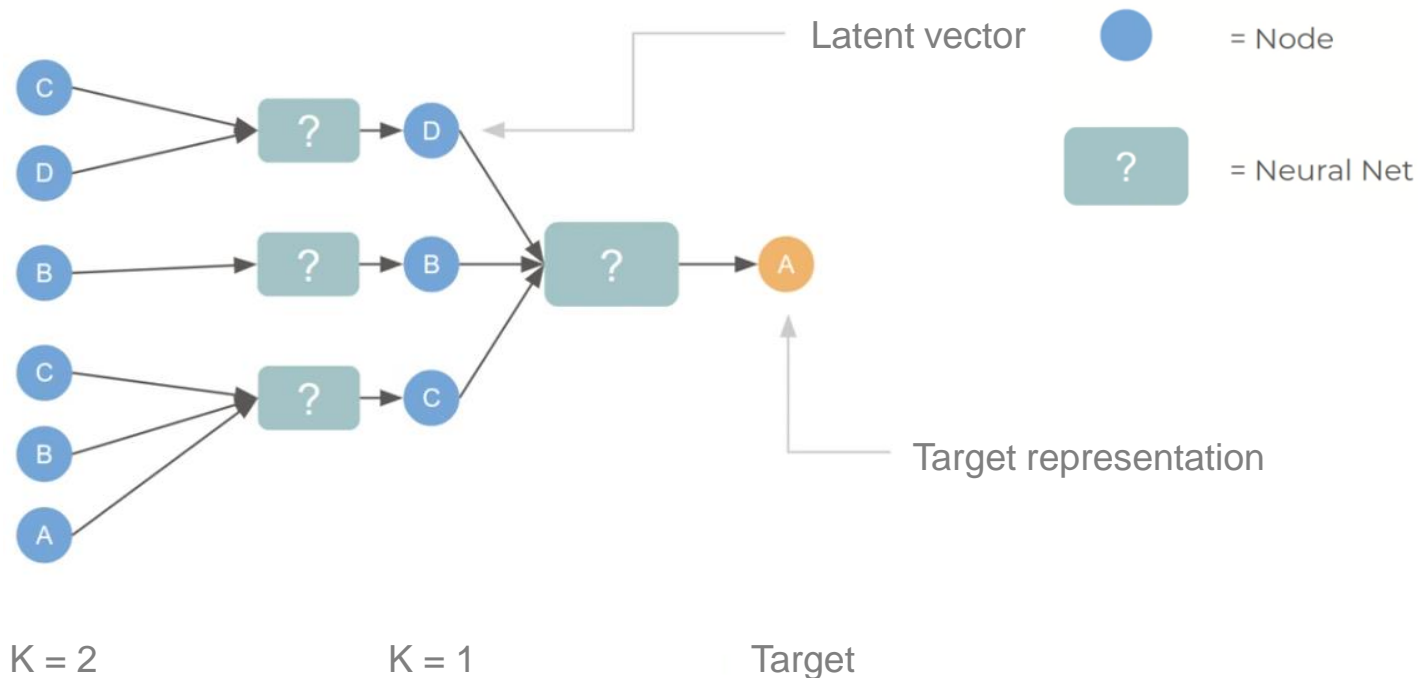 Latent vector
= Node
C
?
D
D
?
= Neural Net
B
?
B
?
A
C
?
C
B
Target representation
A
K = 2
K = 1
Target